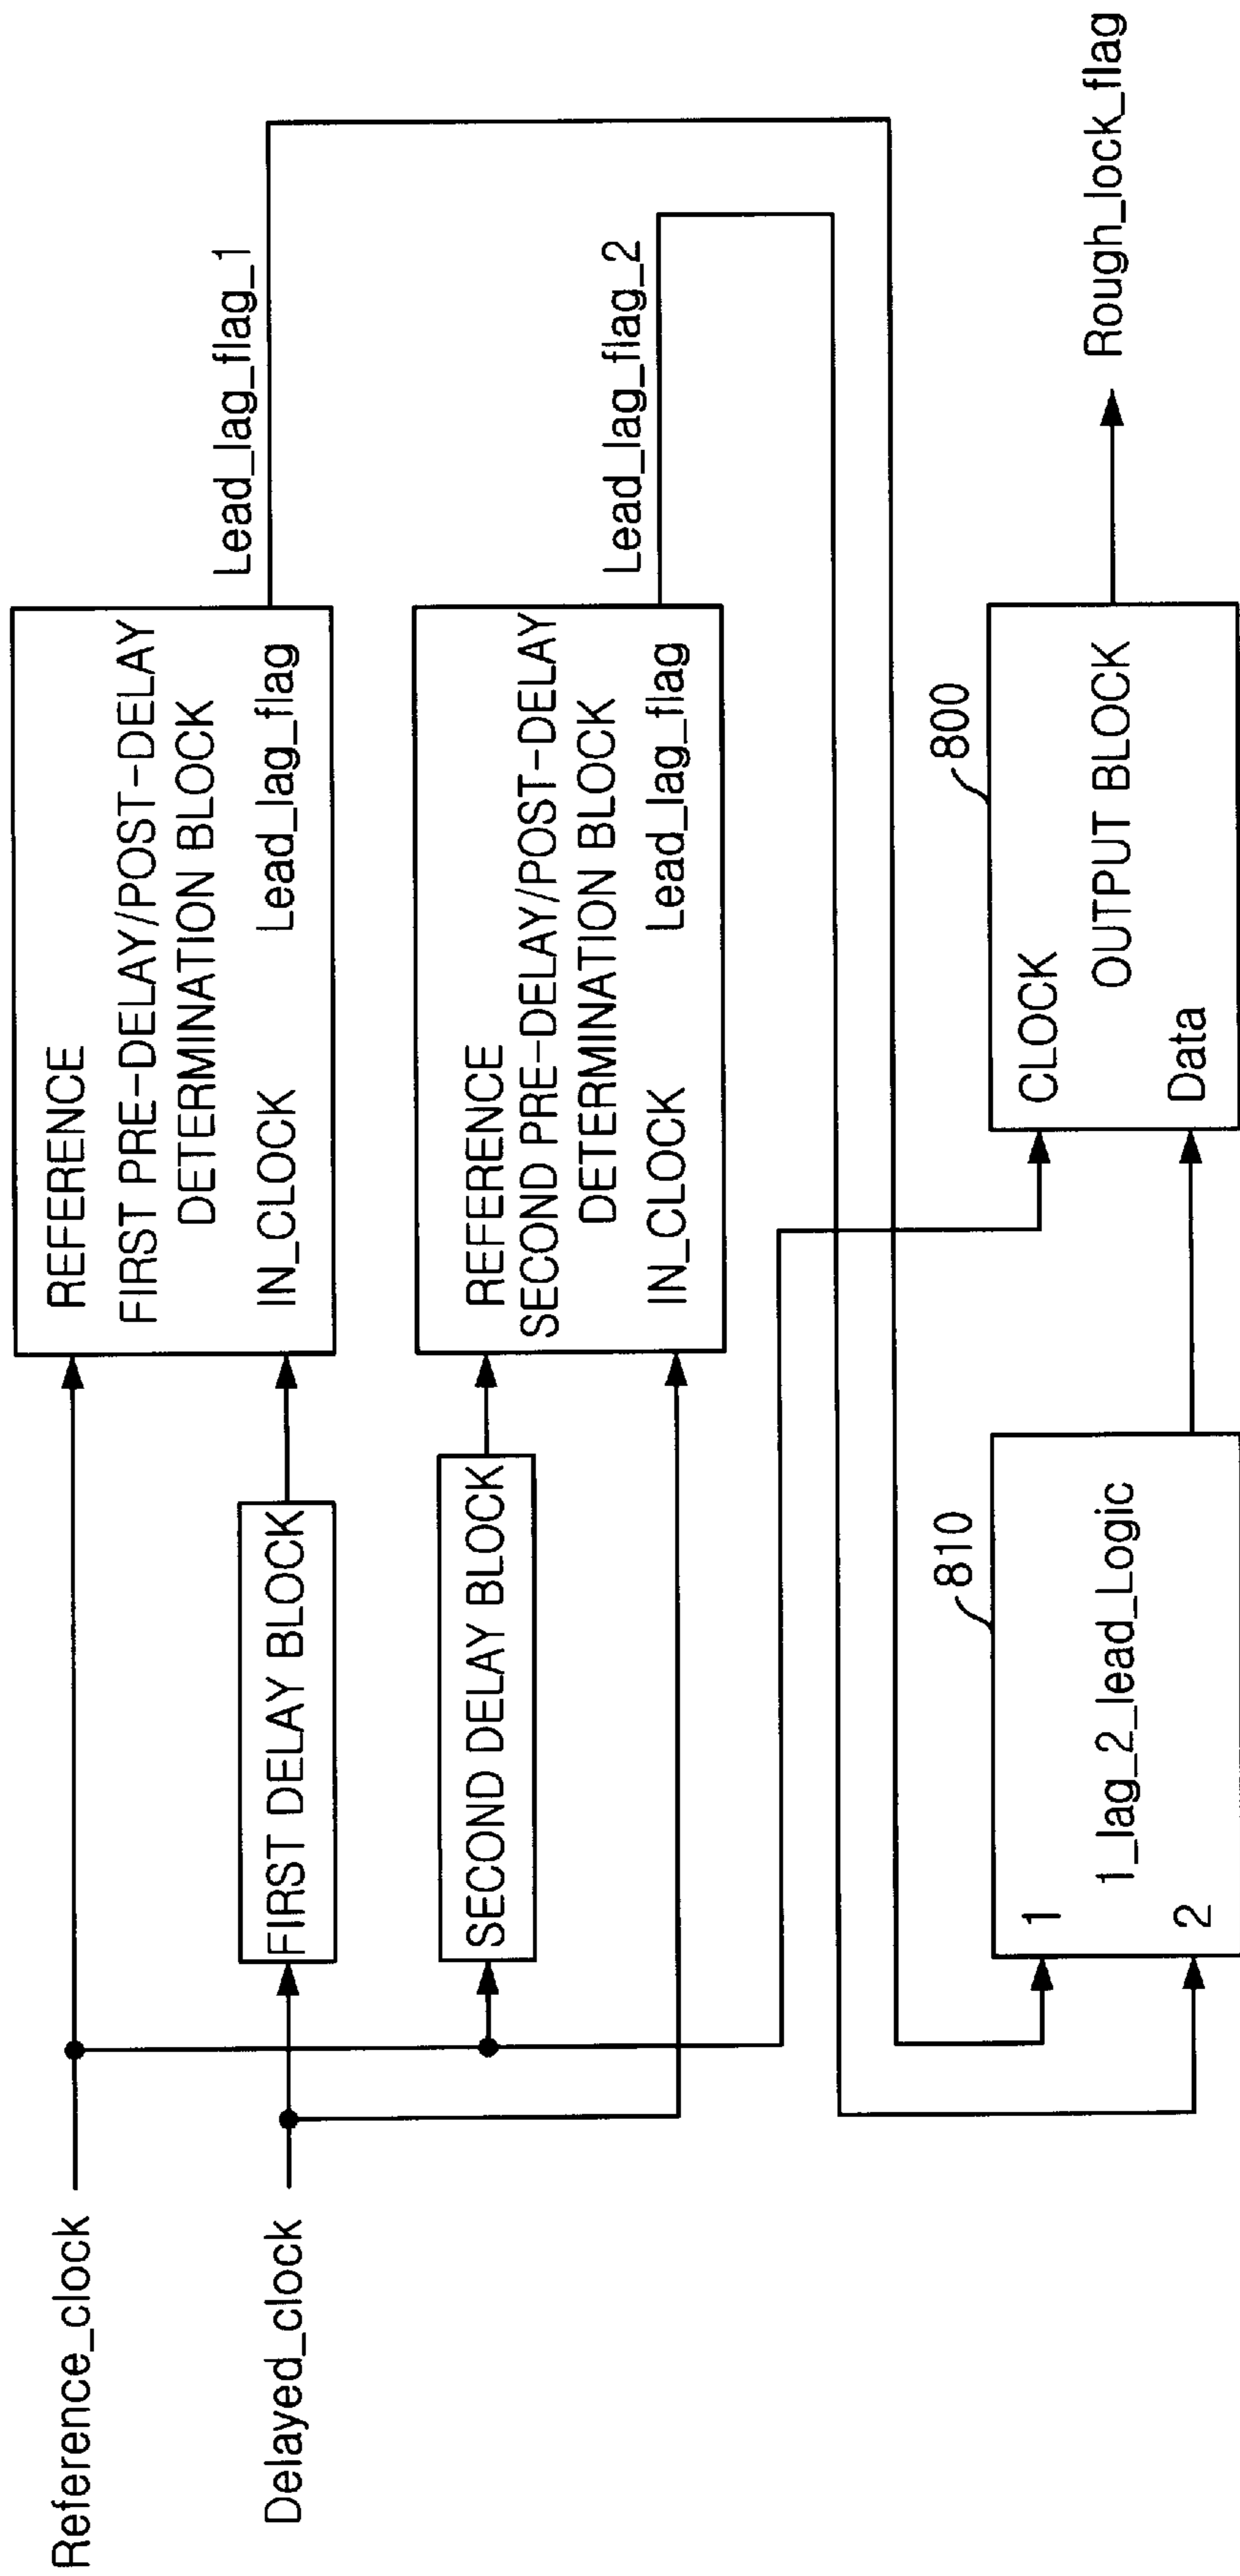 Reference_clock
Delayed_clock
FIRST DELAY BLOCK
SECOND DELAY BLOCK
REFERENCE
FIRST PRE-DELAY/POST-DELAY
DETERMINATION BLOCK
IN_CLOCK
Lead_lag_flag
Lead_lag_flag_1
REFERENCE
SECOND PRE-DELAY/POST-DELAY
DETERMINATION BLOCK
IN_CLOCK
Lead_lag_flag
Lead_lag_flag_2
810
1
1_lag_2_lead_Logic
2
800
CLOCK
OUTPUT BLOCK
Data
Rough_lock_flag